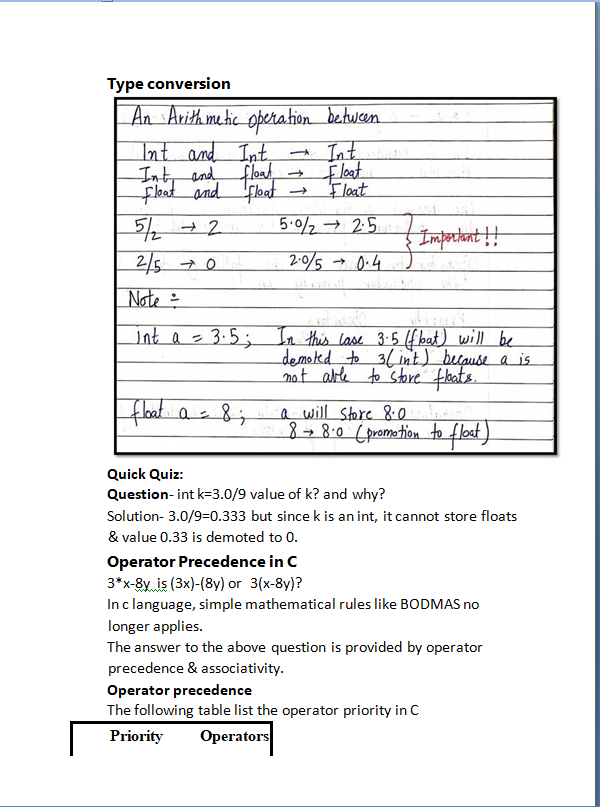 Type conversion
An Arithmetic operation between
Int and Int → Int
Int and float → Float
Float and float → Float
5/2 → 2 5.0/2 → 2.5
Important!!
2/5 → 0 2.0/5 → 0.4
Note :-
int a = 3.5; In this case 3.5 (float) will be
demoted to 3(int) because a is
not able to store floats.
float a = 8; a will store 8.0
8 → 8.0 (promotion to float)
Quick Quiz:
Question- int k=3.0/9 value of k? and why?
Solution- 3.0/9=0.333 but since k is an int, it cannot store floats
& value 0.33 is demoted to 0.
Operator Precedence in C
3*x-8y is (3x)-(8y) or 3(x-8y)?
In c language, simple mathematical rules like BODMAS no
longer applies.
The answer to the above question is provided by operator
precedence & associativity.
Operator precedence
The following table list the operator priority in C
Priority Operators